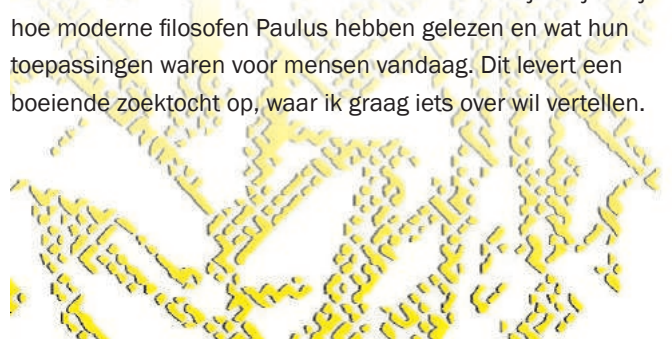 hoe moderne filosofen Paulus hebben gelezen en wat hun
toepassingen waren voor mensen vandaag. Dit levert een
boeiende zoektocht op, waar ik graag iets over wil vertellen.